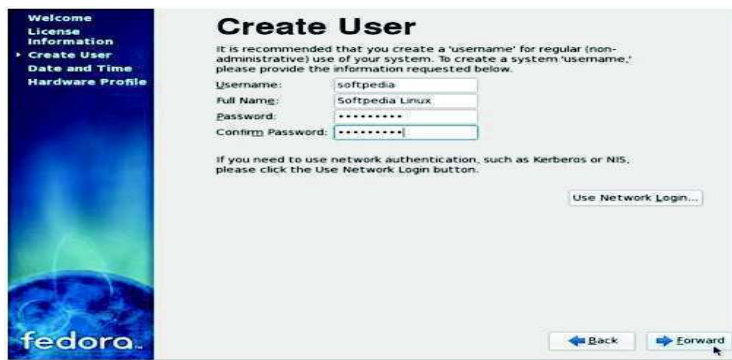 Welcome
License
Information
Create User
Date and Time
Hardware Profile
Create User
It is recommended that you create a 'username' for regular (non-
administrative) use of your system. To create a system 'username,'
please provide the information requested below.
Username: softpedia
Full Name: Softpedia Linux
Password: •••••••••
Confirm Password: •••••••••
If you need to use network authentication, such as Kerberos or NIS,
please click the Use Network Login button.
Use Network Login...
fedora™
Back Forward